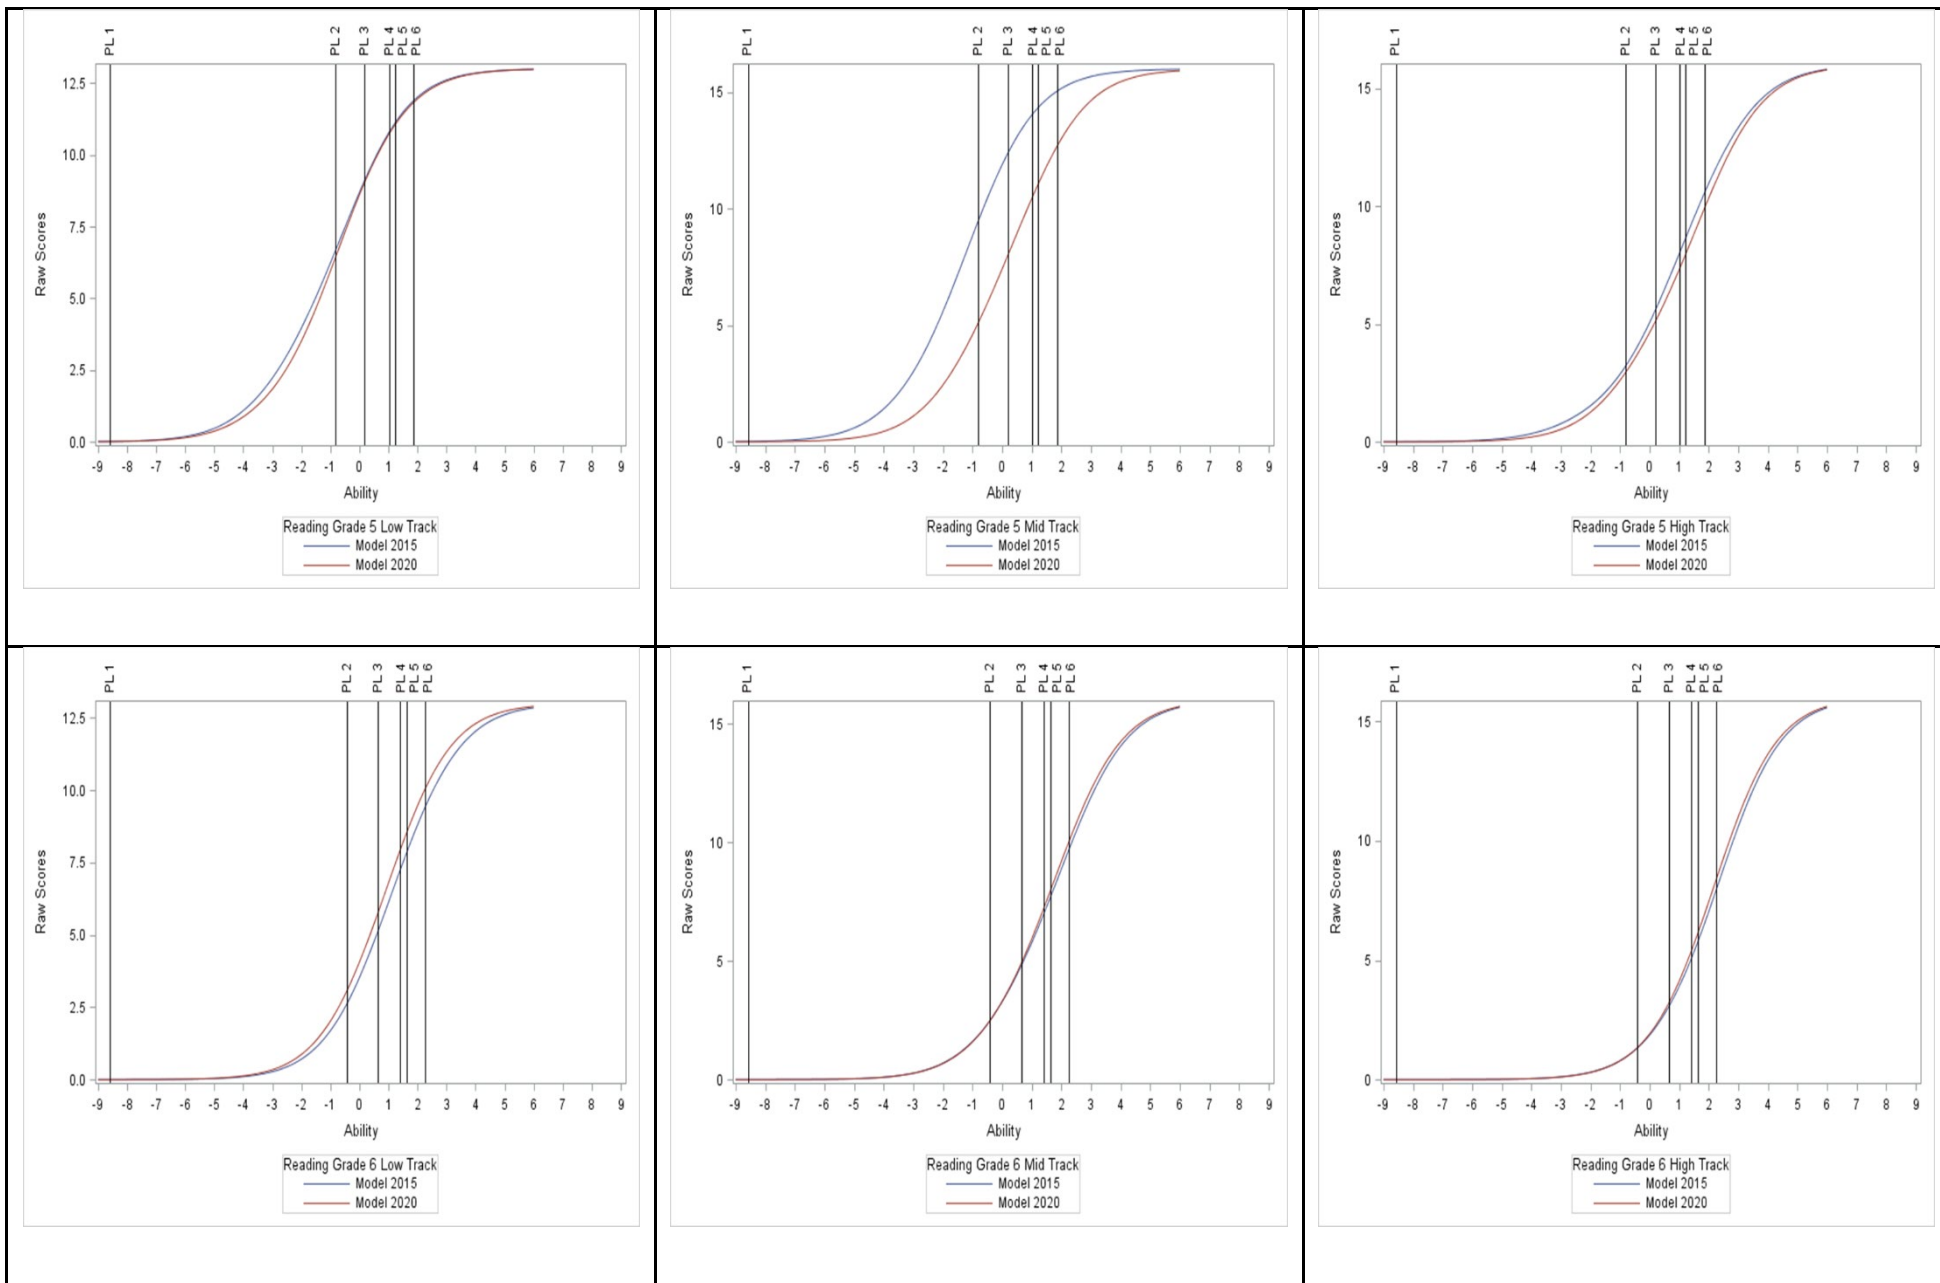 PL 1
PL 2
PL 3
PL 4
PL 5
PL 6
12.5
10.0
7.5
5.0
2.5
0.0
Raw Scores
-9 -8 -7 -6 -5 -4 -3 -2 -1 0 1 2 3 4 5 6 7 8 9
Ability
Reading Grade 5 Low Track
Model 2015
Model 2020
PL 1
PL 2
PL 3
PL 4
PL 5
PL 6
15
10
5
0
Raw Scores
-9 -8 -7 -6 -5 -4 -3 -2 -1 0 1 2 3 4 5 6 7 8 9
Ability
Reading Grade 5 Mid Track
Model 2015
Model 2020
PL 1
PL 2
PL 3
PL 4
PL 5
PL 6
15
10
5
0
Raw Scores
-9 -8 -7 -6 -5 -4 -3 -2 -1 0 1 2 3 4 5 6 7 8 9
Ability
Reading Grade 5 High Track
Model 2015
Model 2020
PL 1
PL 2
PL 3
PL 4
PL 5
PL 6
12.5
10.0
7.5
5.0
2.5
0.0
Raw Scores
-9 -8 -7 -6 -5 -4 -3 -2 -1 0 1 2 3 4 5 6 7 8 9
Ability
Reading Grade 6 Low Track
Model 2015
Model 2020
PL 1
PL 2
PL 3
PL 4
PL 5
PL 6
15
10
5
0
Raw Scores
-9 -8 -7 -6 -5 -4 -3 -2 -1 0 1 2 3 4 5 6 7 8 9
Ability
Reading Grade 6 Mid Track
Model 2015
Model 2020
PL 1
PL 2
PL 3
PL 4
PL 5
PL 6
15
10
5
0
Raw Scores
-9 -8 -7 -6 -5 -4 -3 -2 -1 0 1 2 3 4 5 6 7 8 9
Ability
Reading Grade 6 High Track
Model 2015
Model 2020